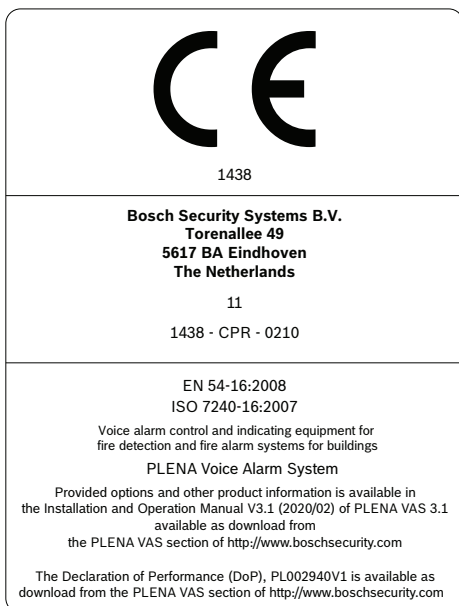 CE
1438
Bosch Security Systems B.V.
Torenallee 49
5617 BA Eindhoven
The Netherlands
11
1438 - CPR - 0210
EN 54-16:2008
ISO 7240-16:2007
Voice alarm control and indicating equipment for
fire detection and fire alarm systems for buildings
PLENA Voice Alarm System
Provided options and other product information is available in
the Installation and Operation Manual V3.1 (2020/02) of PLENA VAS 3.1
available as download from
the PLENA VAS section of http://www.boschsecurity.com
The Declaration of Performance (DoP), PL002940V1 is available as
download from the PLENA VAS section of http://www.boschsecurity.com